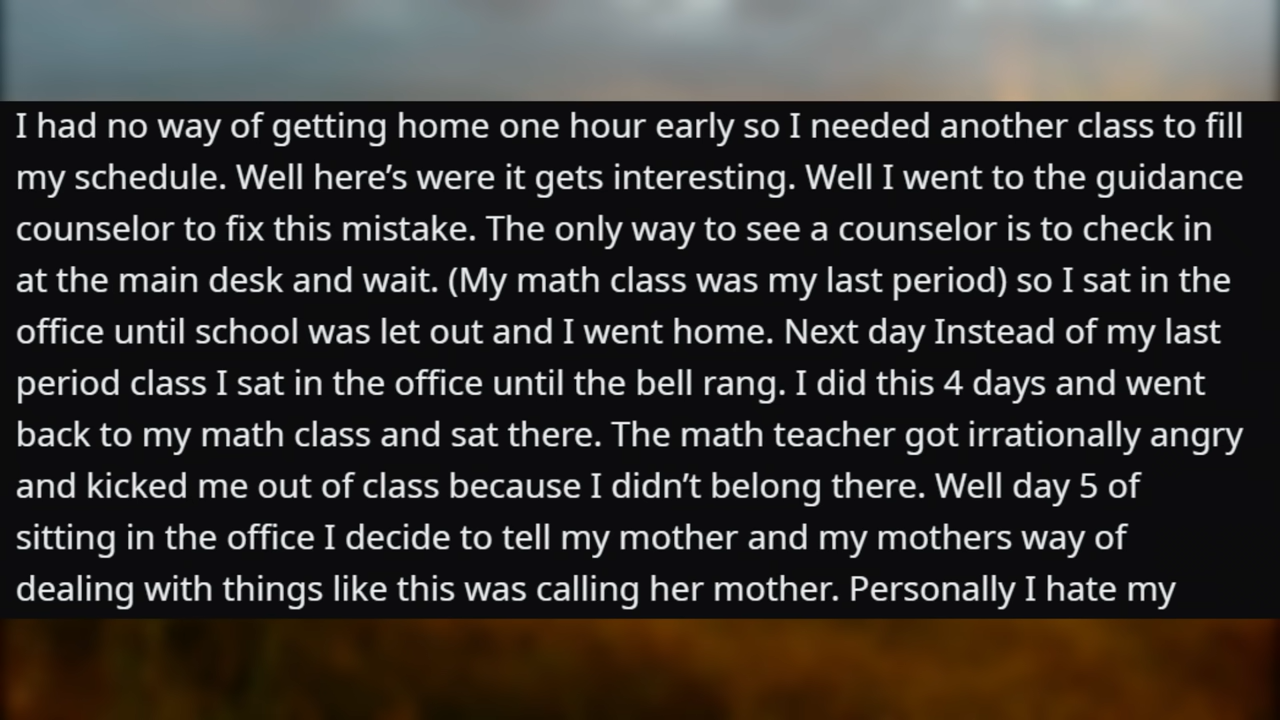 I had no way of getting home one hour early so I needed another class to fill
my schedule. Well here’s were it gets interesting. Well I went to the guidance
counselor to fix this mistake. The only way to see a counselor is to check in
at the main desk and wait. (My math class was my last period) so I sat in the
office until school was let out and I went home. Next day Instead of my last
period class I sat in the office until the bell rang. I did this 4 days and went
back to my math class and sat there. The math teacher got irrationally angry
and kicked me out of class because I didn’t belong there. Well day 5 of
sitting in the office I decide to tell my mother and my mothers way of
dealing with things like this was calling her mother. Personally I hate my